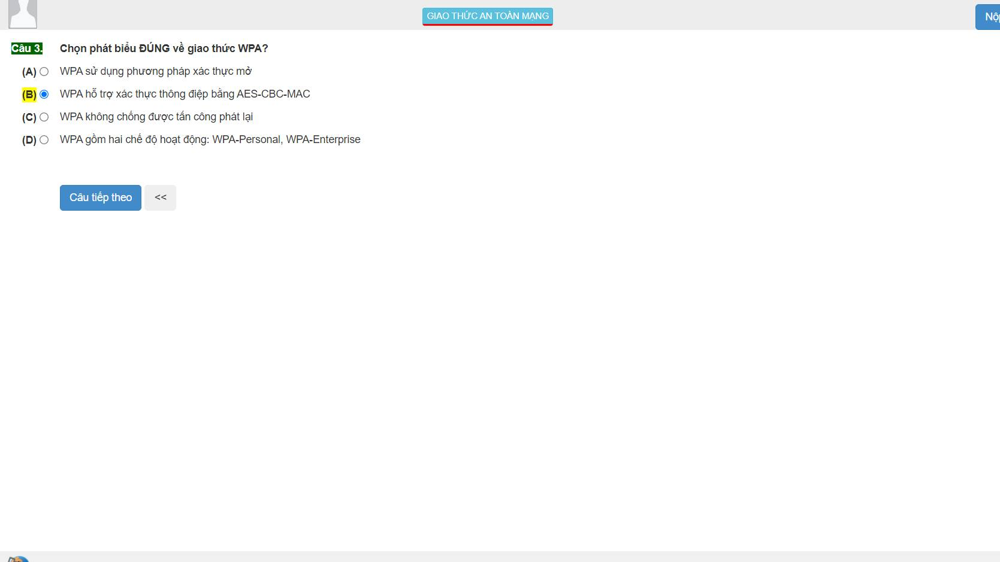 GIAO THỨC AN TOÀN MẠNG
Câu 3. Chọn phát biểu ĐÚNG về giao thức WPA?
(A) WPA sử dụng phương pháp xác thực mở
(B) WPA hỗ trợ xác thực thông điệp bằng AES-CBC-MAC
(C) WPA không chống được tấn công phát lại
(D) WPA gồm hai chế độ hoạt động: WPA-Personal, WPA-Enterprise
Câu tiếp theo <<